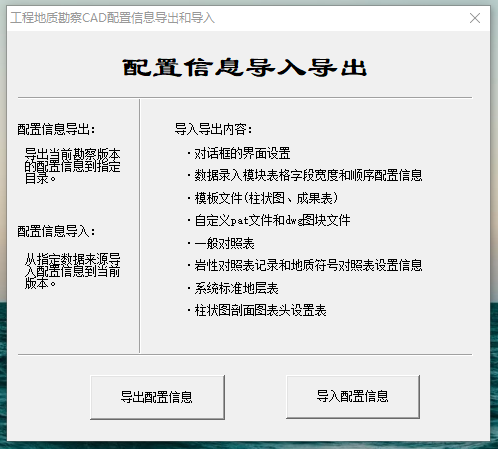 工程地质勘察CAD配置信息导出和导入
配置信息导入导出
配置信息导出：
导出当前勘察版本
的配置信息到指定
目录。
配置信息导入：
从指定数据来源导
入配置信息到当前
版本。
导入导出内容：
·对话框的界面设置
·数据录入模块表格字段宽度和顺序配置信息
·模板文件(柱状图、成果表)
·自定义pat文件和dwg图块文件
·一般对照表
·岩性对照表记录和地质符号对照表设置信息
·系统标准地层表
·柱状图剖面图表头设置表
导出配置信息
导入配置信息